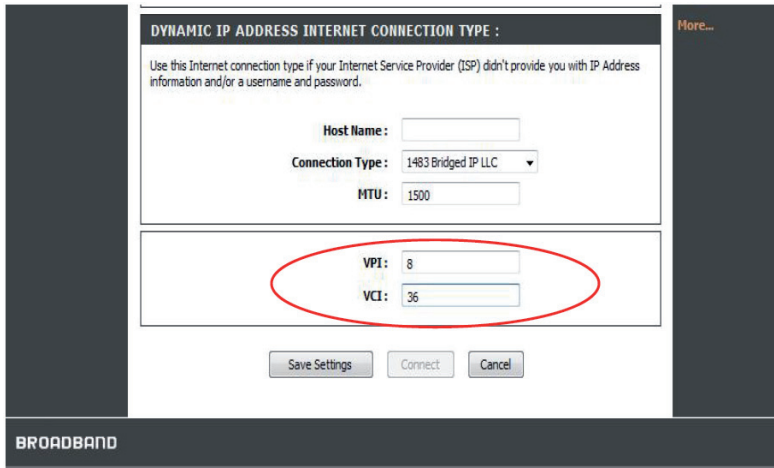 DYNAMIC IP ADDRESS INTERNET CONNECTION TYPE :
More...
Use this Internet connection type if your Internet Service Provider (ISP) didn't provide you with IP Address
information and/or a username and password.
Host Name :
Connection Type : 1483 Bridged IP LLC
MTU : 1500
VPI : 8
VCI : 36
Save Settings Connect Cancel
BROADBAND